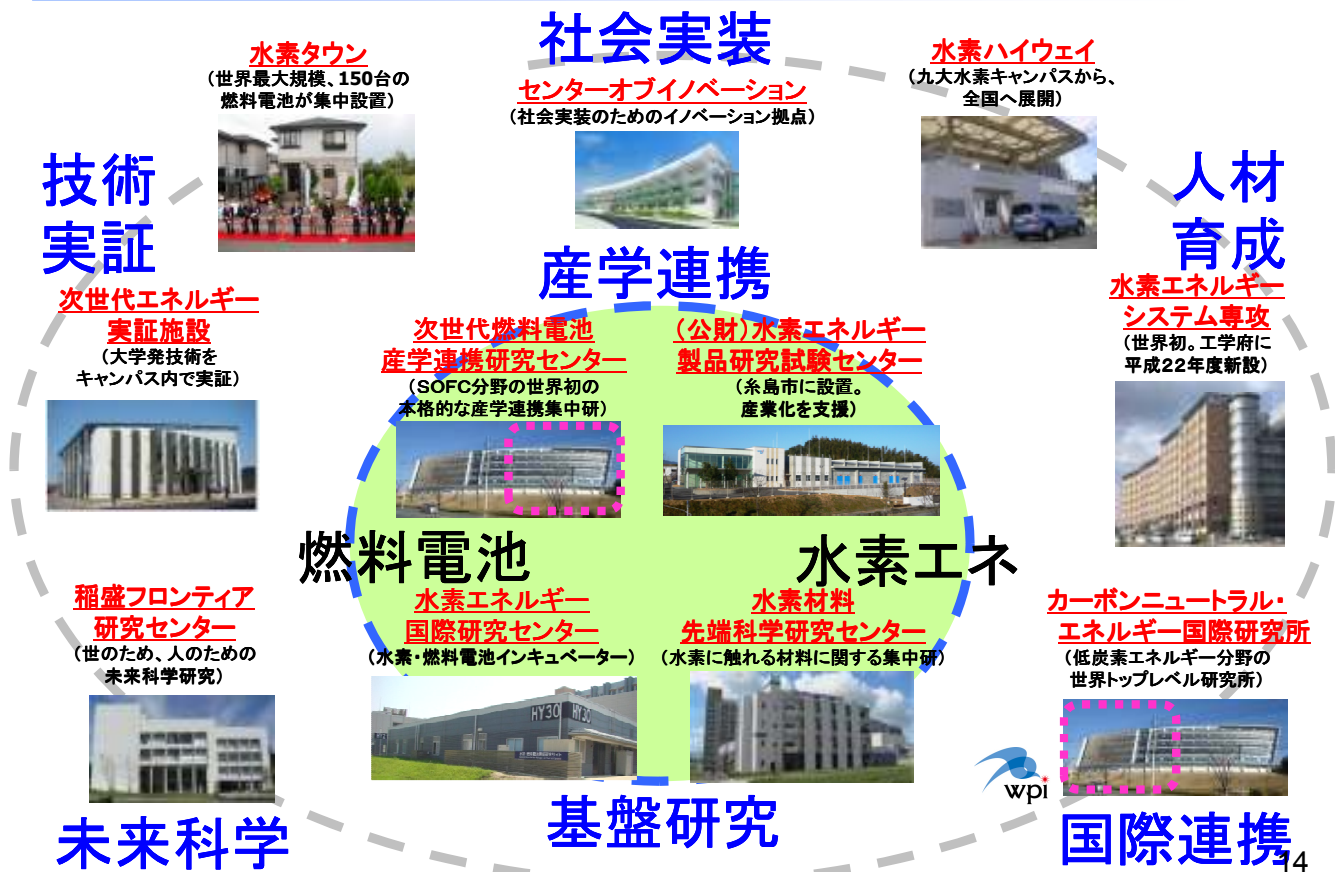 社会実装
水素タウン
（世界最大規模、150台の
燃料電池が集中設置）
センターオブイノベーション
（社会実装のためのイノベーション拠点）
水素ハイウェイ
（九大水素キャンパスから、
全国へ展開）
技術
実証
人材
育成
産学連携
次世代エネルギー
実証施設
（大学発技術を
キャンパス内で実証）
次世代燃料電池
産学連携研究センター
（SOFC分野の世界初の
本格的な産学連携集中研）
（公財）水素エネルギー
製品研究試験センター
（糸島市に設置。
産業化を支援）
水素エネルギー
システム専攻
（世界初。工学府に
平成22年度新設）
燃料電池
水素エネ
稲盛フロンティア
研究センター
（世のため、人のための
未来科学研究）
水素エネルギー
国際研究センター
（水素・燃料電池インキュベーター）
HY30 HY30
水素材料
先端科学研究センター
（水素に触れる材料に関する集中研）
カーボンニュートラル・
エネルギー国際研究所
（低炭素エネルギー分野の
世界トップレベル研究所）
wpi
未来科学
基盤研究
国際連携
14